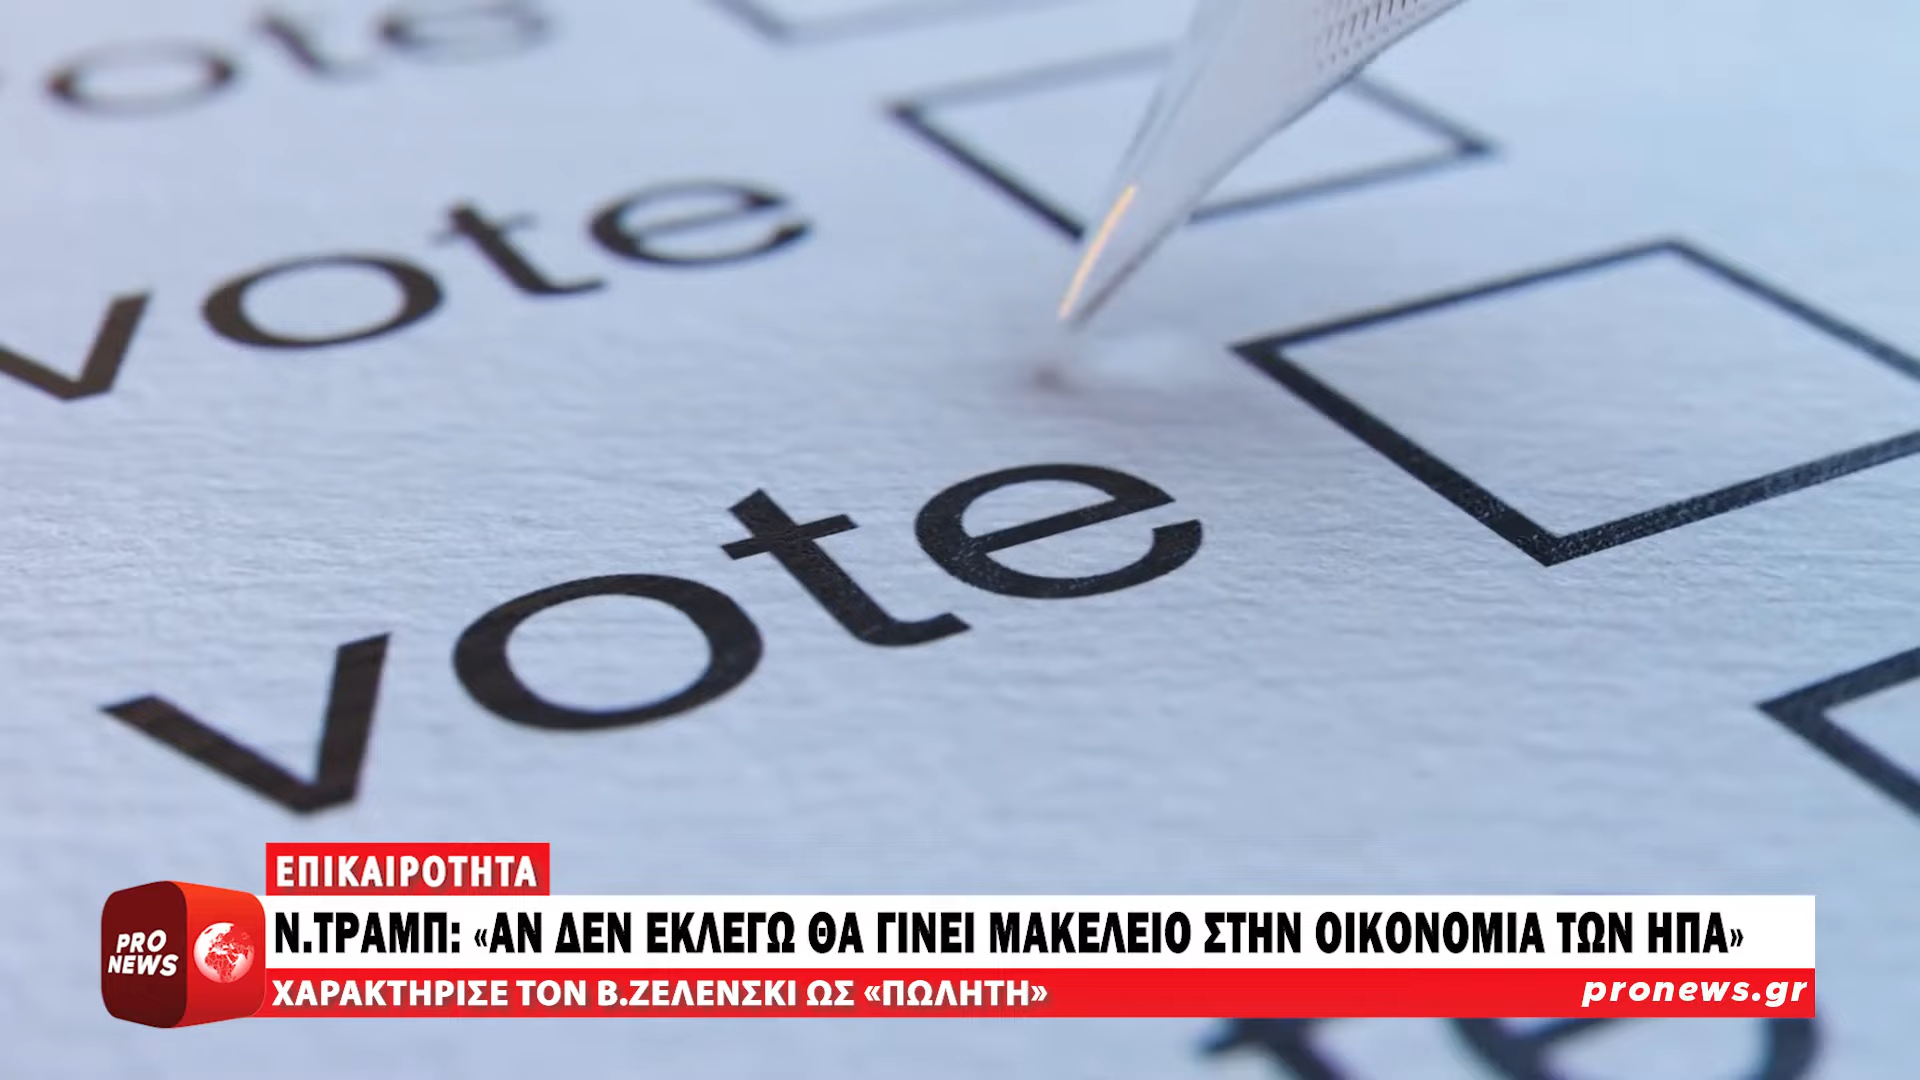 vote
vote
vote
ΕΠΙΚΑΙΡΟΤΗΤΑ
PRO
NEWS
Ν.ΤΡΑΜΠ: «ΑΝ ΔΕΝ ΕΚΛΕΓΩ ΘΑ ΓΙΝΕΙ ΜΑΚΕΛΕΙΟ ΣΤΗΝ ΟΙΚΟΝΟΜΙΑ ΤΩΝ ΗΠΑ»
ΧΑΡΑΚΤΗΡΙΣΕ ΤΟΝ Β.ΖΕΛΕΝΣΚΙ ΩΣ «ΠΩΛΗΤΗ»
pronews.gr